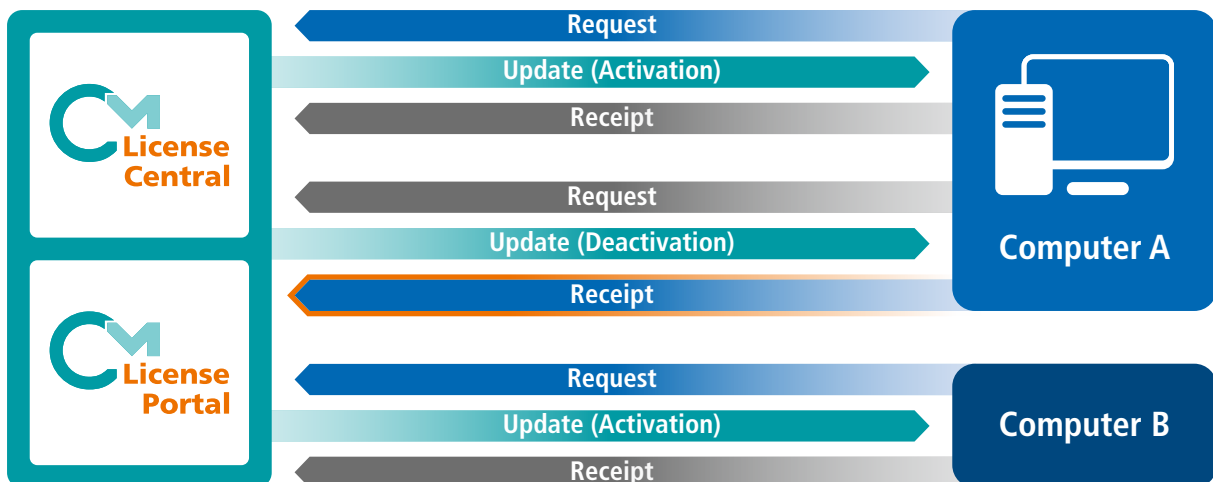 Request
Update (Activation)
Receipt
License
Central
Request
Update (Deactivation)
Receipt
Computer A
License
Portal
Request
Update (Activation)
Receipt
Computer B